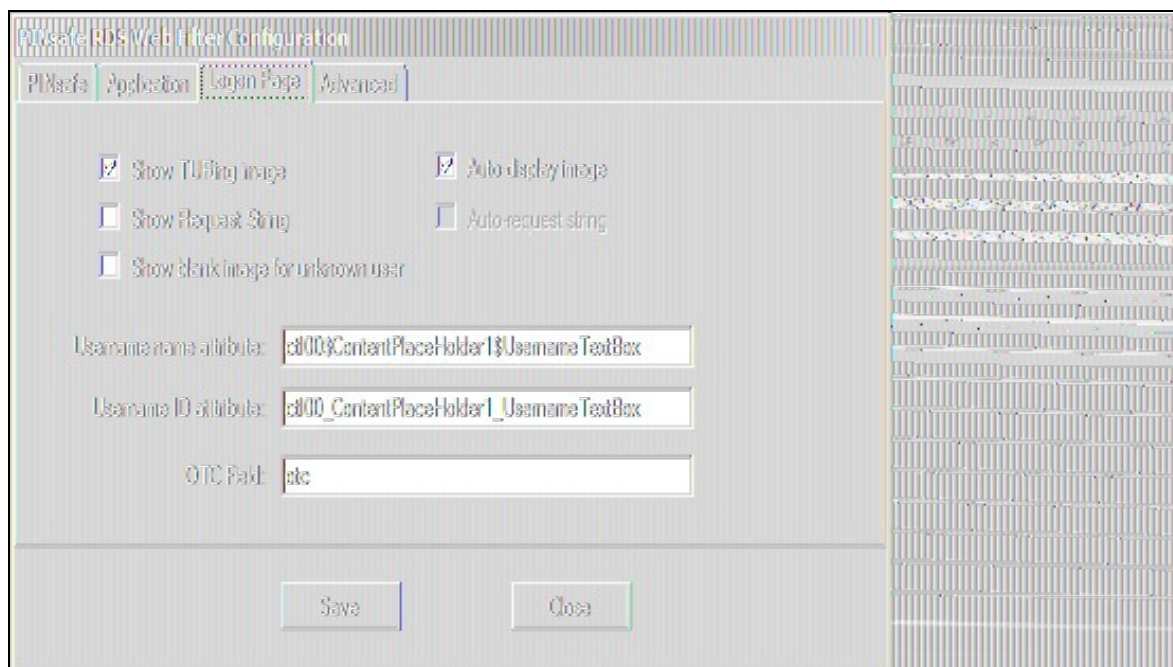 PINsafe RDS Web Filter Configuration
PINsafe Application Logon Page Advanced
Show TURing image Auto-display image
Show Request String Auto-request string
Show blank image for unknown user
Username name attribute: ctl00$ContentPlaceHolder1$UsernameTextBox
Username ID attribute: ctl00_ContentPlaceHolder1_UsernameTextBox
OTC Field: otc
Save Close